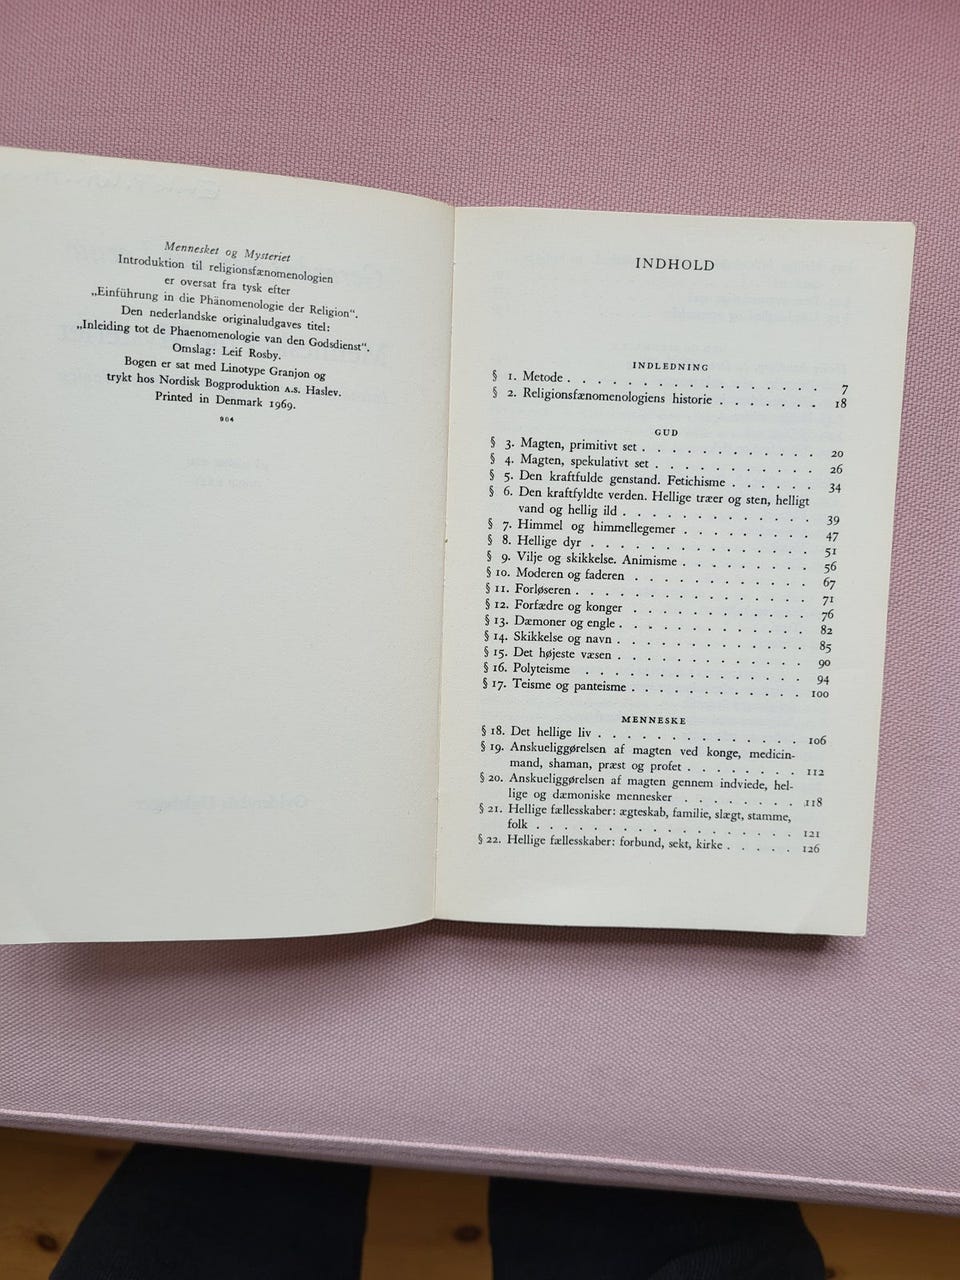 Mennesket og Mysteriet
Introduktion til religionsfænomenologien
er oversat fra tysk efter
„Einführung in die Phänomenologie der Religion“.
Den nederlandske originaludgaves titel:
„Inleiding tot de Phaenomenologie van den Godsdienst“.
Omslag: Leif Rosby.
Bogen er sat med Linotype Granjon og
trykt hos Nordisk Bogproduktion A.S. Haslev.
Printed in Denmark 1969.
904
INDHOLD
INDLEDNING
§ 1. Metode . . . . . . . . . . . . . . 7
§ 2. Religionsfænomenologiens historie . . . . . . . 18
GUD
§ 3. Magten, primitivt set . . . . . . . . . . . 20
§ 4. Magten, spekulativt set . . . . . . . . . . 26
§ 5. Den kraftfulde genstand. Fetichisme . . . . . . 34
§ 6. Den kraftfyldte verden. Hellige træer og sten, helligt
vand og hellig ild . . . . . . . . . . . . 39
§ 7. Himmel og himmellegemer . . . . . . . . 47
§ 8. Hellige dyr . . . . . . . . . . . . . 51
§ 9. Vilje og skikkelse. Animisme . . . . . . . . 56
§ 10. Moderen og faderen . . . . . . . . . . . 67
§ 11. Forløseren . . . . . . . . . . . . . . 71
§ 12. Forfædre og konger . . . . . . . . . . . 76
§ 13. Dæmoner og engle . . . . . . . . . . . . 82
§ 14. Skikkelse og navn . . . . . . . . . . . . 85
§ 15. Det højeste væsen . . . . . . . . . . . . 90
§ 16. Polyteisme . . . . . . . . . . . . . . 94
§ 17. Teisme og panteisme . . . . . . . . . . . 100
MENNESKE
§ 18. Det hellige liv . . . . . . . . . . . . . 106
§ 19. Anskueliggørelsen af magten ved konge, medicin-
mand, shaman, præst og profet . . . . . . . . 112
§ 20. Anskueliggørelsen af magten gennem indviede, hel-
lige og dæmoniske mennesker . . . . . . . . 118
§ 21. Hellige fællesskaber: ægteskab, familie, slægt, stamme,
folk . . . . . . . . . . . . . . . . . 121
§ 22. Hellige fællesskaber: forbund, sekt, kirke . . . . . 126